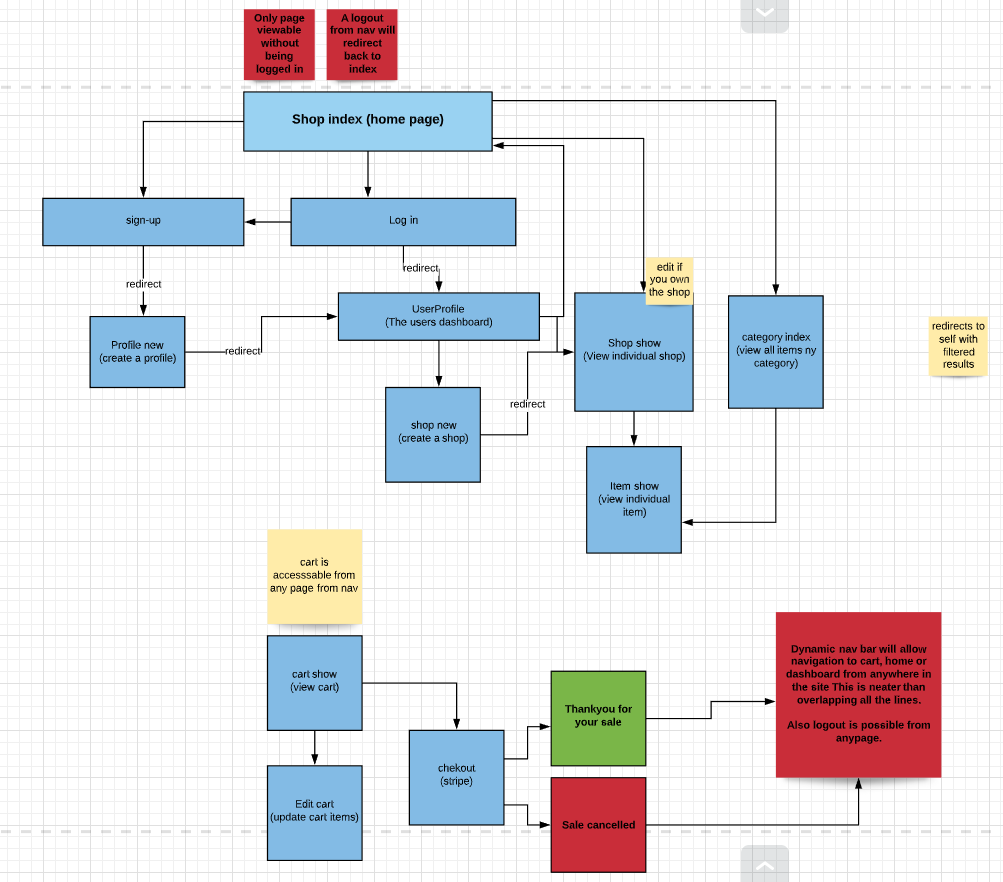 Only page
viewable
without
being
logged in
A logout
from nav will
redirect
back to
index
Shop index (home page)
sign-up
Log in
redirect
redirect
edit if
you own
the shop
UserProfile
(The users dashboard)
Profile new
(create a profile)
redirect
Shop show
(View individual shop)
category index
(view all items ny
category)
redirects to
self with
filtered
results
redirect
shop new
(create a shop)
Item show
(view individual
item)
cart is
accesssable from
any page from nav
cart show
(view cart)
Thankyou for
your sale
Dynamic nav bar will allow
navigation to cart, home or
dashboard from anywhere in
the site This is neater than
overlapping all the lines.
Also logout is possible from
anypage.
chekout
(stripe)
Edit cart
(update cart items)
Sale cancelled